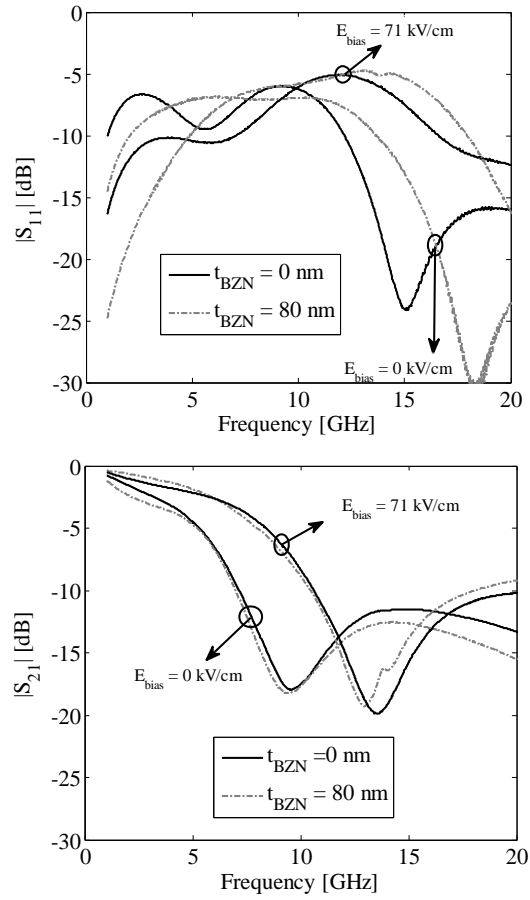 E_bias = 71 kV/cm
|S_11| [dB]
0
-5
-10
-15
-20
-25
-30
t_BZN = 0 nm
t_BZN = 80 nm
E_bias = 0 kV/cm
0 5 10 15 20
Frequency [GHz]
E_bias = 71 kV/cm
|S_21| [dB]
0
-5
-10
-15
-20
-25
-30
E_bias = 0 kV/cm
t_BZN =0 nm
t_BZN = 80 nm
0 5 10 15 20
Frequency [GHz]